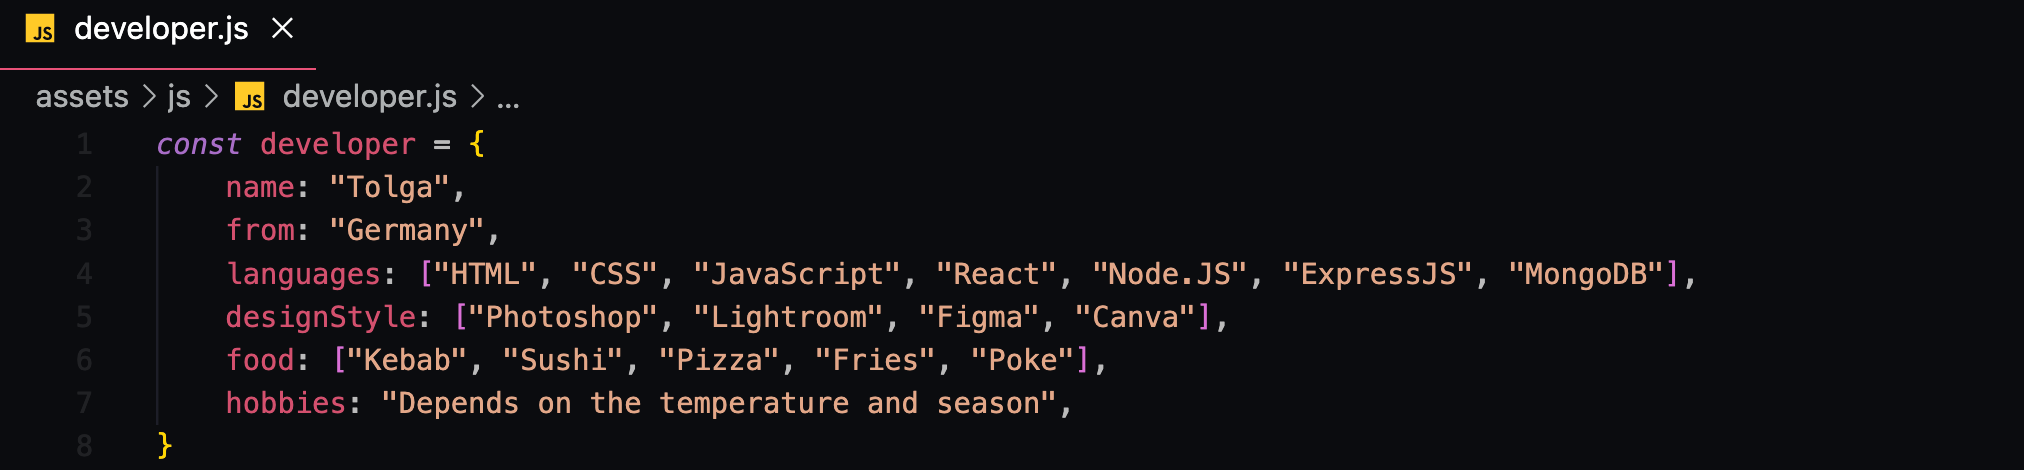 JS developer.js ×
assets > js > JS developer.js > ...
1 const developer = {
2 name: "Tolga",
3 from: "Germany",
4 languages: ["HTML", "CSS", "JavaScript", "React", "Node.JS", "ExpressJS", "MongoDB"],
5 designStyle: ["Photoshop", "Lightroom", "Figma", "Canva"],
6 food: ["Kebab", "Sushi", "Pizza", "Fries", "Poke"],
7 hobbies: "Depends on the temperature and season",
8 }